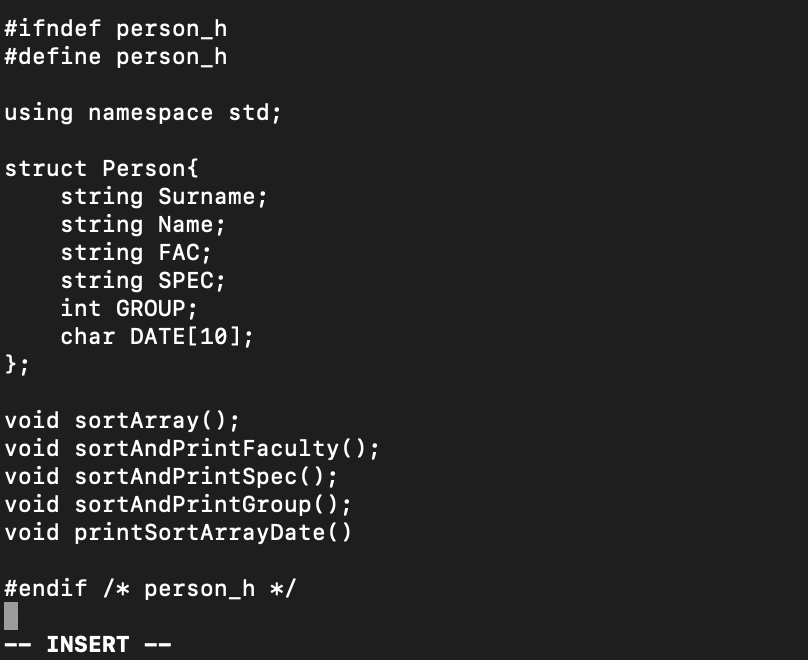 #ifndef person_h
#define person_h
using namespace std;
struct Person{
    string Surname;
    string Name;
    string FAC;
    string SPEC;
    int GROUP;
    char DATE[10];
};
void sortArray();
void sortAndPrintFaculty();
void sortAndPrintSpec();
void sortAndPrintGroup();
void printSortArrayDate()
#endif /* person_h */
-- INSERT --